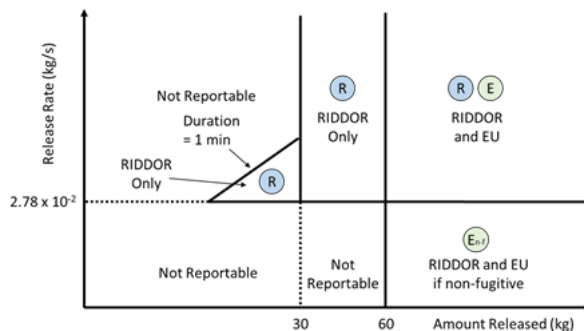 Release Rate (kg/s)
Not Reportable
Duration
= 1 min
RIDDOR
Only
R
R
RIDDOR
Only
R E
RIDDOR
and EU
2.78 x 10-2
Not Reportable
Not
Reportable
En-f
RIDDOR and EU
if non-fugitive
30
60
Amount Released (kg)